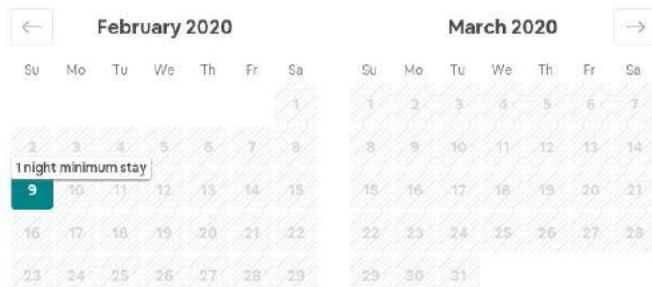 ← February 2020
Su Mo Tu We Th Fr Sa
1
2 3 4 5 6 7 8
1 night minimum stay
9 10 11 12 13 14 15
16 17 18 19 20 21 22
23 24 25 26 27 28 29
March 2020 →
Su Mo Tu We Th Fr Sa
1 2 3 4 5 6 7
8 9 10 11 12 13 14
15 16 17 18 19 20 21
22 23 24 25 26 27 28
29 30 31